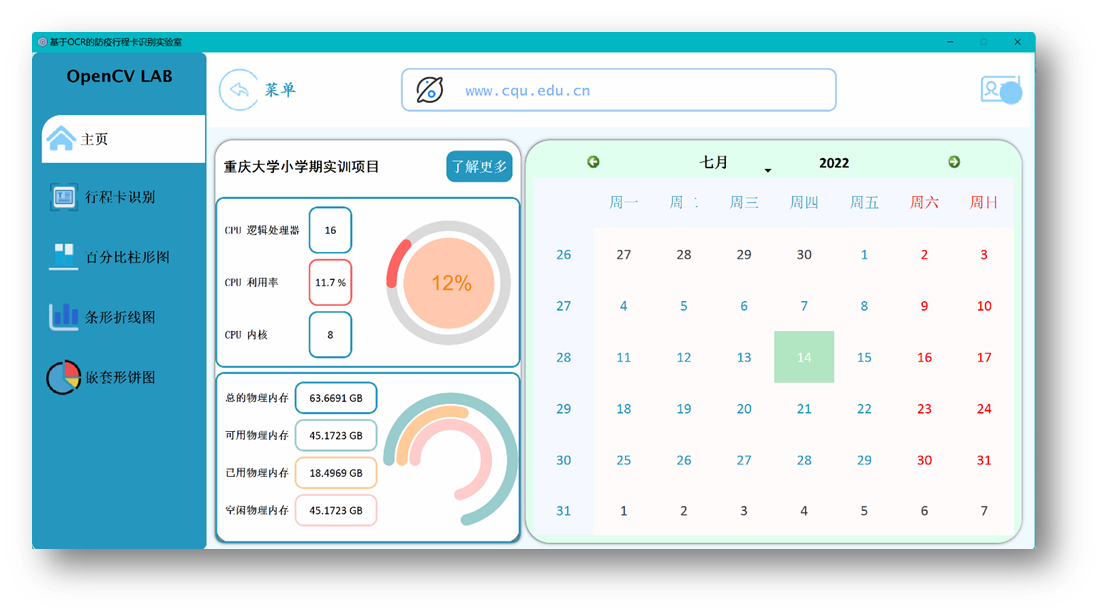 基于OCR的防疫行程卡识别实验室
OpenCV LAB
菜单
www.cqu.edu.cn
主页
行程卡识别
百分比柱形图
条形折线图
嵌套形饼图
重庆大学小学期实训项目
了解更多
CPU 逻辑处理器 16
CPU 利用率 11.7 %
CPU 内核 8
12%
总的物理内存 63.6691 GB
可用物理内存 45.1723 GB
已用物理内存 18.4969 GB
空闲物理内存 45.1723 GB
七月 2022
周一 周二 周三 周四 周五 周六 周日
26 27 28 29 30 1 2 3
27 4 5 6 7 8 9 10
28 11 12 13 14 15 16 17
29 18 19 20 21 22 23 24
30 25 26 27 28 29 30 31
31 1 2 3 4 5 6 7